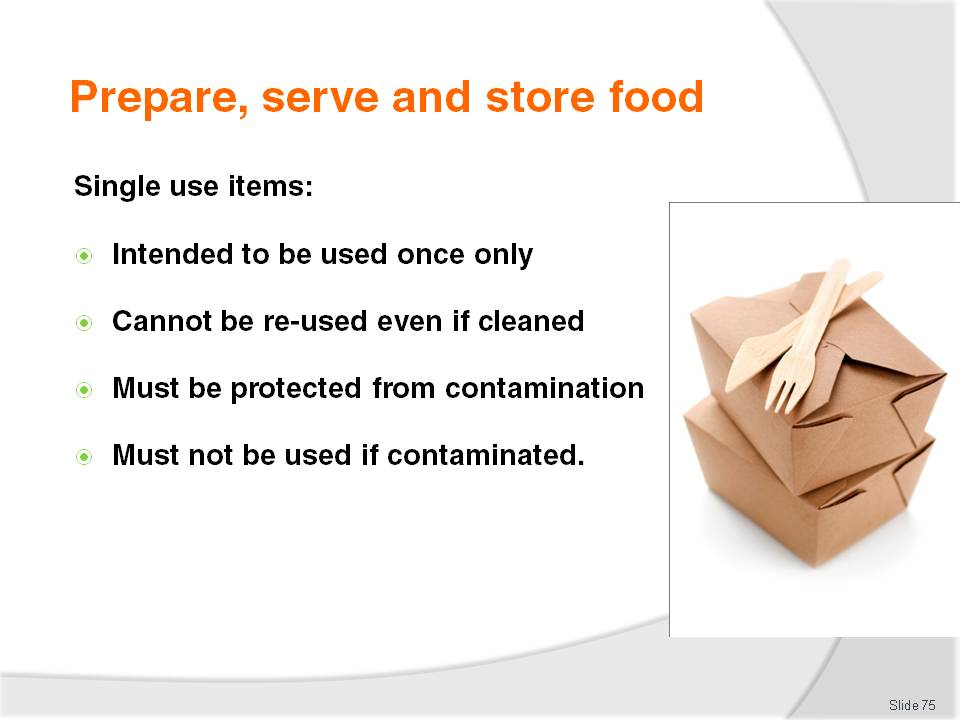 Prepare, serve and store food
Single use items:
Intended to be used once only
Cannot be re-used even if cleaned
Must be protected from contamination
Must not be used if contaminated.
Slide 75